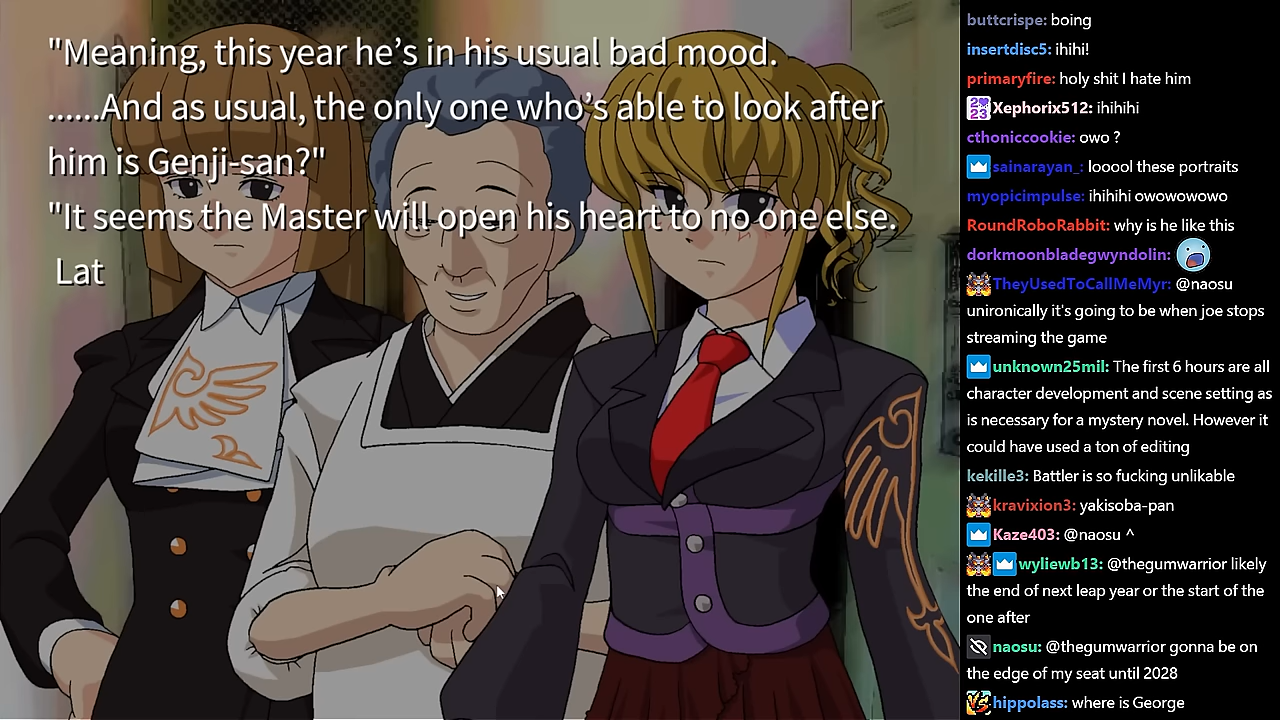 "Meaning, this year he’s in his usual bad mood.
......And as usual, the only one who’s able to look after
him is Genji-san?"
"It seems the Master will open his heart to no one else.
Lat
buttcrispe: boing
insertdisc5: ihihi!
primaryfire: holy shit I hate him
Xephorix512: ihihihi
cthoniccookie: owo ?
sainarayan_: looool these portraits
myopicimpulse: ihihihi owowowowo
RoundRoboRabbit: why is he like this
dorkmoonbladegwyndolin:
TheyUsedToCallMeMyr: @naosu
unironically it's going to be when joe stops
streaming the game
unknown25mil: The first 6 hours are all
character development and scene setting as
is necessary for a mystery novel. However it
could have used a ton of editing
kekille3: Battler is so fucking unlikable
kravixion3: yakisoba-pan
Kaze403: @naosu ^
wyliewb13: @thegumwarrior likely
the end of next leap year or the start of the
one after
naosu: @thegumwarrior gonna be on
the edge of my seat until 2028
hippolass: where is George